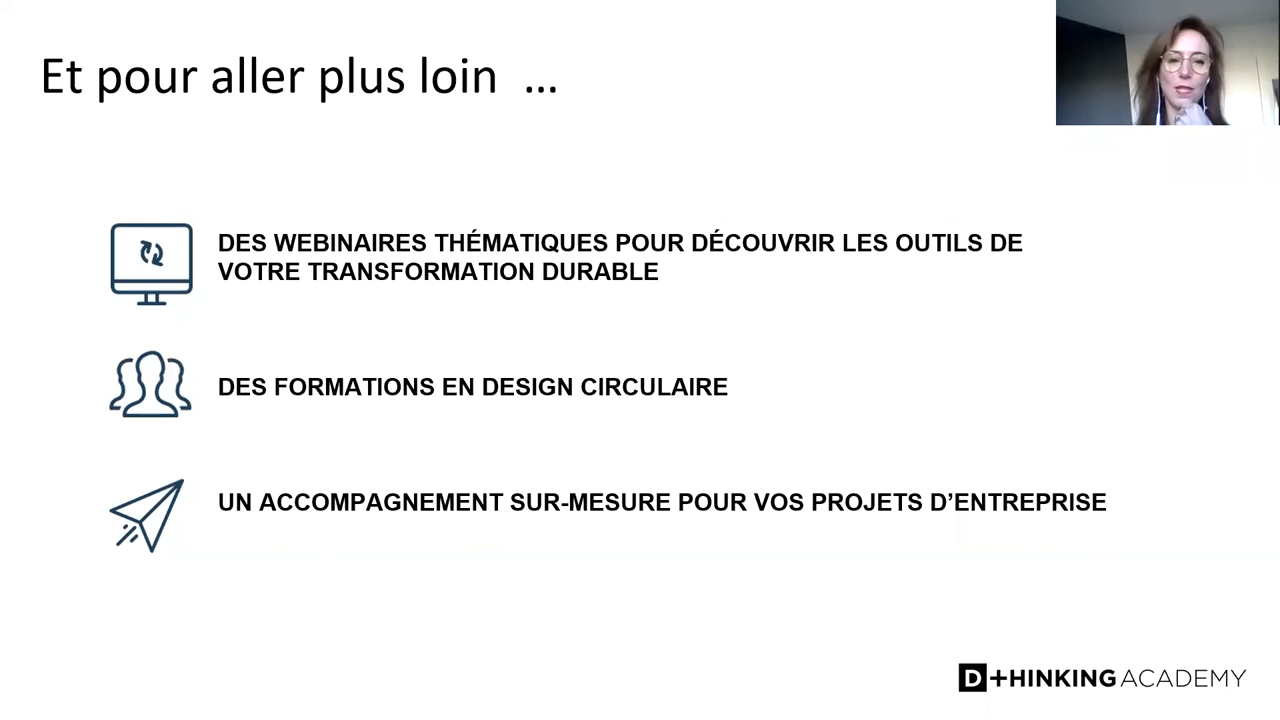 Et pour aller plus loin ...
DES WEBINAIRES THÉMATIQUES POUR DÉCOUVRIR LES OUTILS DE
VOTRE TRANSFORMATION DURABLE
DES FORMATIONS EN DESIGN CIRCULAIRE
UN ACCOMPAGNEMENT SUR-MESURE POUR VOS PROJETS D’ENTREPRISE
D+HINKING ACADEMY